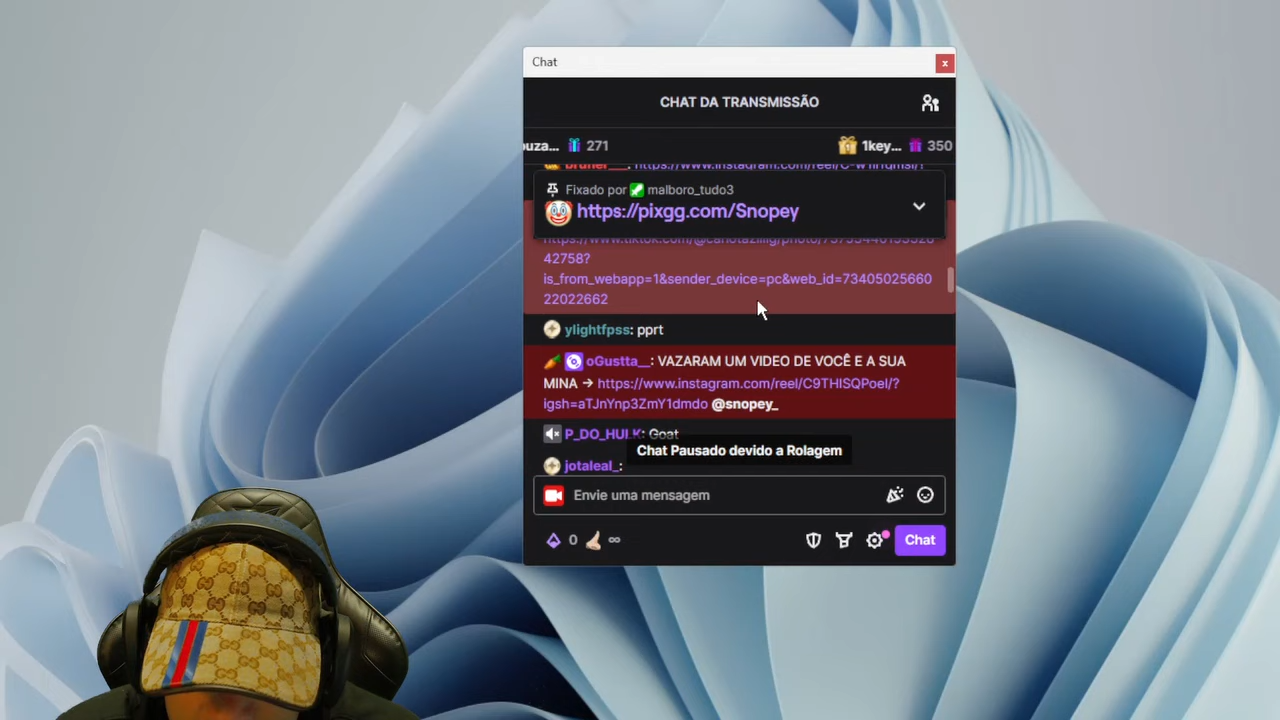 Chat
x
CHAT DA TRANSMISSÃO
ouza... 271
1key... 350
Fixado por malboro_tudo3
https://pixgg.com/Snopey
42758?
is_from_webapp=1&sender_device=pc&web_id=73405025660
22022662
ylightfpss: pprt
oGustta__: VAZARAM UM VIDEO DE VOCÊ E A SUA
MINA → https://www.instagram.com/reel/C9THISQPoel/?
igsh=aTJnYnp3ZmY1dmdo @snopey_
P_DO_HULK: Goat
Chat Pausado devido a Rolagem
jotaleal_:
Envie uma mensagem
0 ∞
Chat